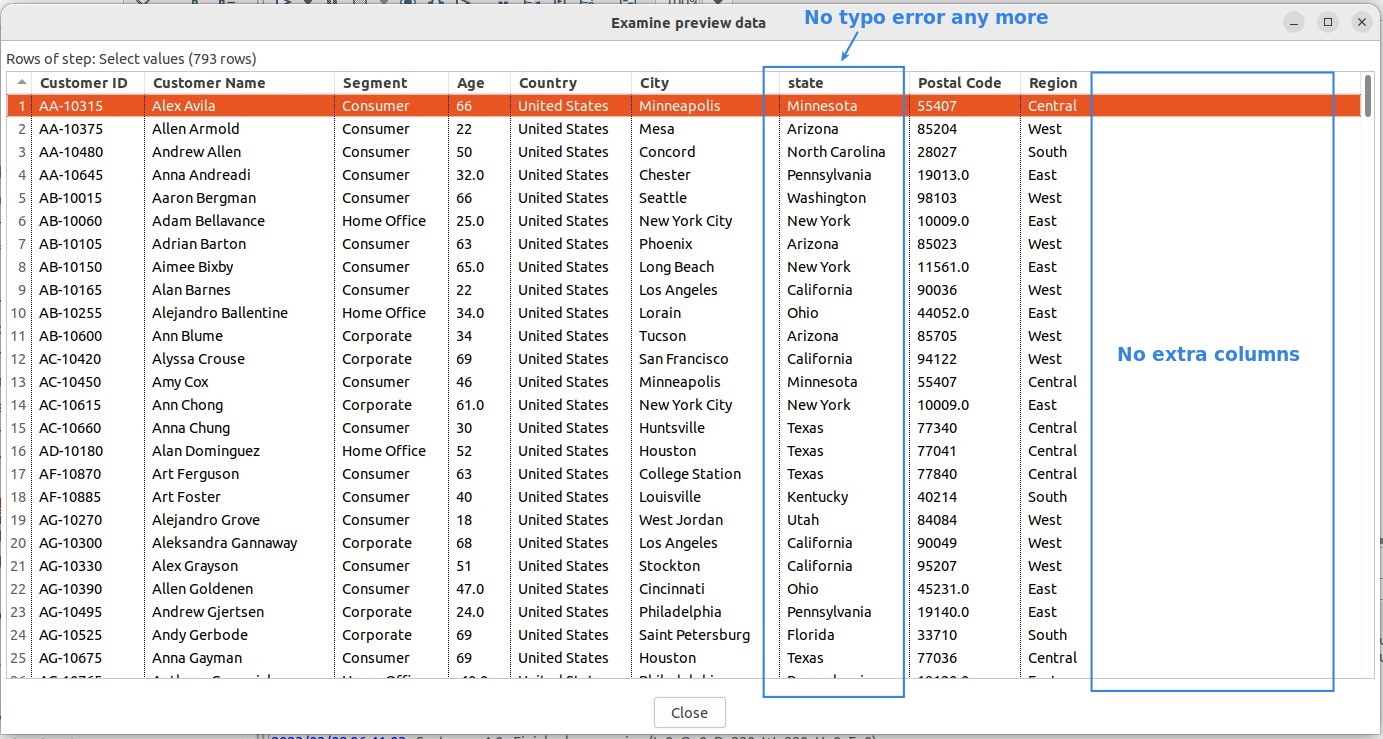 No typo error any more
Examine preview data
Rows of step: Select values (793 rows)
Customer ID Customer Name Segment Age Country City state Postal Code Region
1 AA-10315 Alex Avila Consumer 66 United States Minneapolis Minnesota 55407 Central
2 AA-10375 Allen Armold Consumer 22 United States Mesa Arizona 85204 West
3 AA-10480 Andrew Allen Consumer 50 United States Concord North Carolina 28027 South
4 AA-10645 Anna Andreadi Consumer 32.0 United States Chester Pennsylvania 19013.0 East
5 AB-10015 Aaron Bergman Consumer 66 United States Seattle Washington 98103 West
6 AB-10060 Adam Bellavance Home Office 25.0 United States New York City New York 10009.0 East
7 AB-10105 Adrian Barton Consumer 63 United States Phoenix Arizona 85023 West
8 AB-10150 Aimee Bixby Consumer 65.0 United States Long Beach New York 11561.0 East
9 AB-10165 Alan Barnes Consumer 22 United States Los Angeles California 90036 West
10 AB-10255 Alejandro Ballentine Home Office 34.0 United States Lorain Ohio 44052.0 East
11 AB-10600 Ann Blume Corporate 34 United States Tucson Arizona 85705 West
12 AC-10420 Alyssa Crouse Corporate 69 United States San Francisco California 94122 West
No extra columns
13 AC-10450 Amy Cox Consumer 46 United States Minneapolis Minnesota 55407 Central
14 AC-10615 Ann Chong Corporate 61.0 United States New York City New York 10009.0 East
15 AC-10660 Anna Chung Consumer 30 United States Huntsville Texas 77340 Central
16 AD-10180 Alan Dominguez Home Office 52 United States Houston Texas 77041 Central
17 AF-10870 Art Ferguson Consumer 63 United States College Station Texas 77840 Central
18 AF-10885 Art Foster Consumer 40 United States Louisville Kentucky 40214 South
19 AG-10270 Alejandro Grove Consumer 18 United States West Jordan Utah 84084 West
20 AG-10300 Aleksandra Gannaway Corporate 68 United States Los Angeles California 90049 West
21 AG-10330 Alex Grayson Consumer 51 United States Stockton California 95207 West
22 AG-10390 Allen Goldenen Consumer 47.0 United States Cincinnati Ohio 45231.0 East
23 AG-10495 Andrew Gjertsen Corporate 24.0 United States Philadelphia Pennsylvania 19140.0 East
24 AG-10525 Andy Gerbode Corporate 69 United States Saint Petersburg Florida 33710 South
25 AG-10675 Anna Gayman Consumer 69 United States Houston Texas 77036 Central
Close